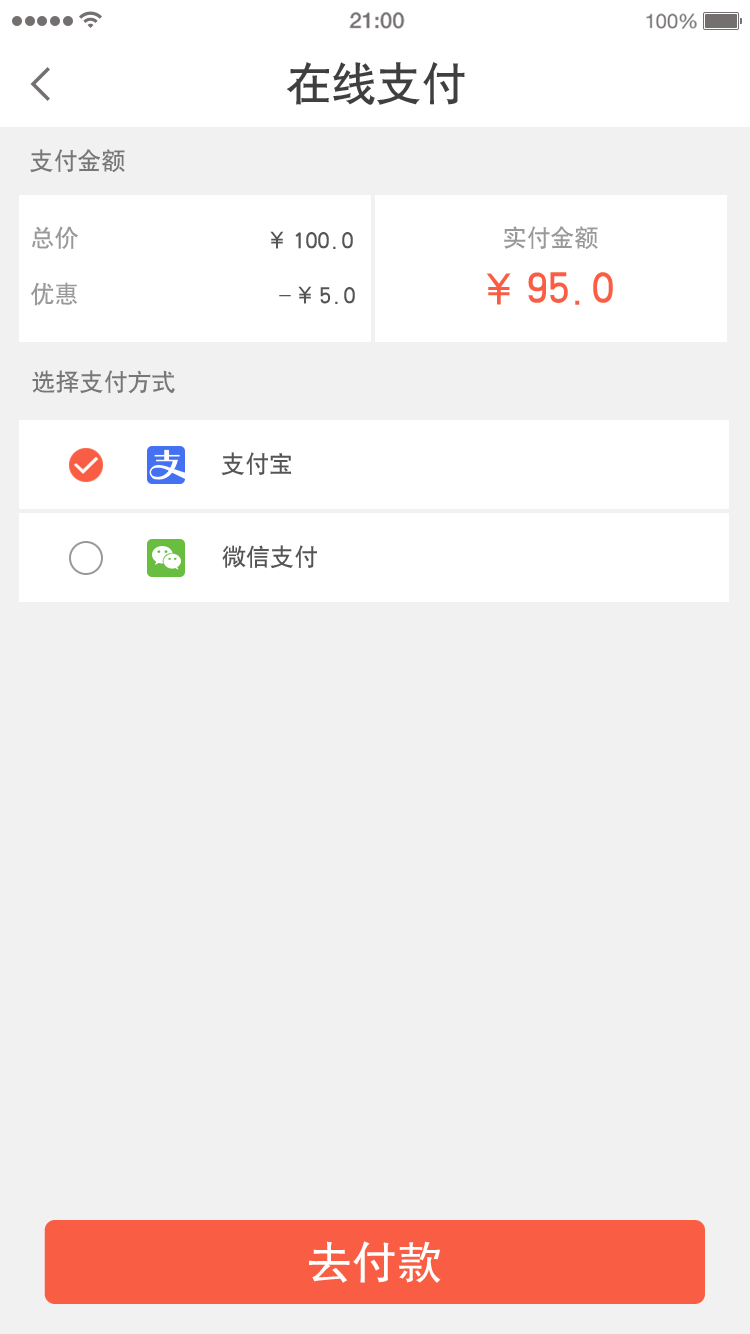 21:00 100%
在线支付
支付金额
总价 ¥ 100.0
优惠 -¥ 5.0
实付金额
¥ 95.0
选择支付方式
支 支付宝
微信支付
去付款